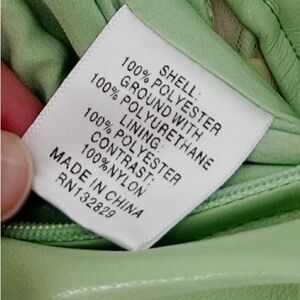 SHELL:
100% POLYESTER
GROUND WITH
100% POLYURETHANE
LINING:
100% POLYESTER
CONTRAST:
100%NYLON
MADE IN CHINA
RN132829